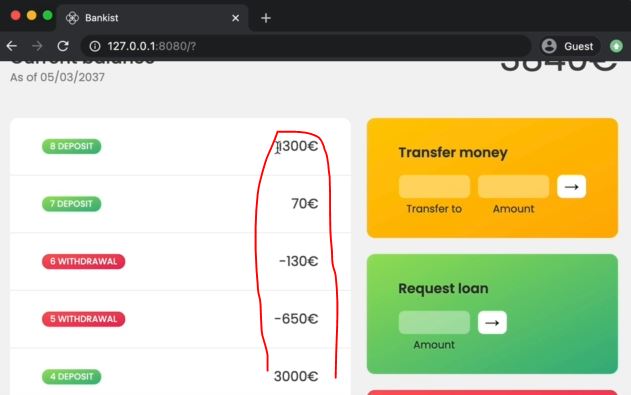 Bankist
127.0.0.1:8080/?
Guest
Current balance
As of 05/03/2037
3840€
8 DEPOSIT 1300€
7 DEPOSIT 70€
6 WITHDRAWAL -130€
5 WITHDRAWAL -650€
4 DEPOSIT 3000€
Transfer money
Transfer to Amount
Request loan
Amount